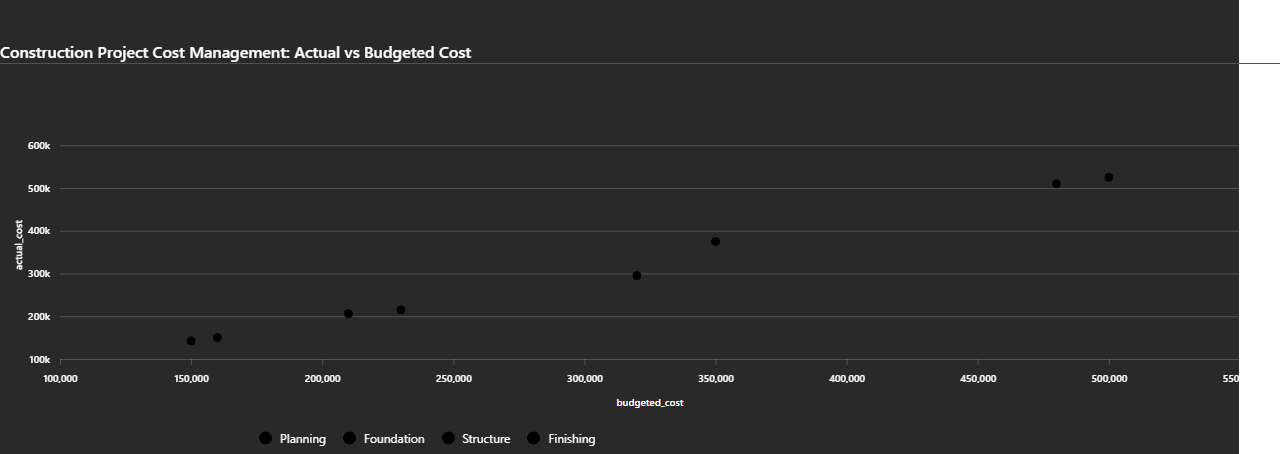 Construction Project Cost Management: Actual vs Budgeted Cost
600k
500k
400k
300k
200k
100k
actual_cost
100,000 150,000 200,000 250,000 300,000 350,000 400,000 450,000 500,000 550
budgeted_cost
Planning Foundation Structure Finishing